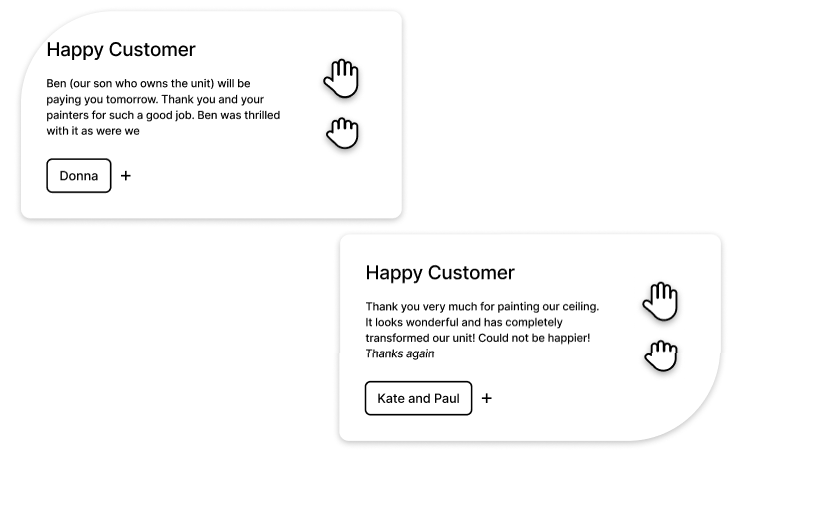 Happy Customer
Ben (our son who owns the unit) will be
paying you tomorrow. Thank you and your
painters for such a good job. Ben was thrilled
with it as were we
Donna +
Happy Customer
Thank you very much for painting our ceiling.
It looks wonderful and has completely
transformed our unit! Could not be happier!
Thanks again
Kate and Paul +